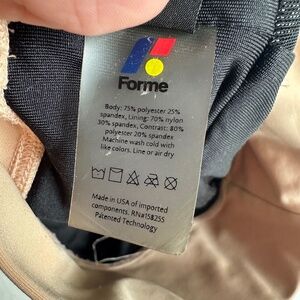 Forme
Body: 75% polyester 25%
spandex, Lining: 70% nylon
30% spandex, Contrast: 80%
polyester 20% spandex
Machine wash cold with
like colors. Line or air dry
Made in USA of imported
components. RN#158255
Patented Technology